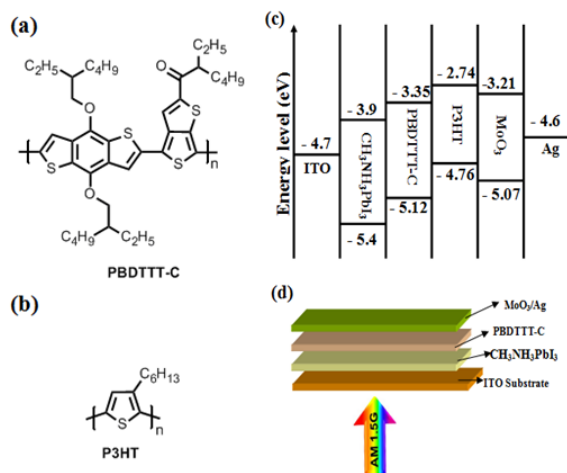 (a)
C₂H₅
C₄H₉
O
O
C₂H₅
C₄H₉
S
S
S
S
n
O
C₄H₉
C₂H₅
PBDTTT-C
(b)
C₆H₁₃
S
n
P3HT
(c)
Energy level (eV)
- 4.7
ITO
- 3.9
CH₃NH₃PbI₃
- 5.4
- 3.35
PBDTTT-C
- 5.12
- 2.74
P3HT
- 4.76
-3.21
MoO₃
- 5.07
- 4.6
Ag
(d)
MoO₃/Ag
PBDTTT-C
CH₃NH₃PbI₃
ITO Substrate
AM 1.5G